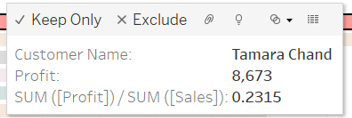 Keep Only Exclude
Customer Name: Tamara Chand
Profit: 8,673
SUM ([Profit]) / SUM ([Sales]): 0.2315